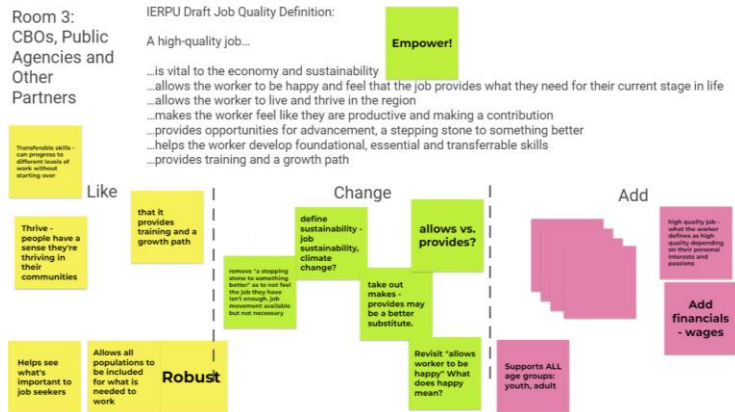 Room 3:
CBOs, Public
Agencies and
Other
Partners
IERPU Draft Job Quality Definition:
A high-quality job…
Empower!
…is vital to the economy and sustainability
…allows the worker to be happy and feel that the job provides what they need for their current stage in life
…allows the worker to live and thrive in the region
…makes the worker feel like they are productive and making a contribution
…provides opportunities for advancement, a stepping stone to something better
…helps the worker develop foundational, essential and transferrable skills
…provides training and a growth path
Transferable skills -
can progress to
different levels of
work without
starting over
Like
Thrive -
people have a
sense they're
thriving in
their
communities
that it
provides
training and a
growth path
Helps see
what's
important to
job seekers
Allows all
populations to
be included
for what is
needed to
work
Robust
Change
define
sustainability -
job
sustainability,
climate
change?
allows vs.
provides?
remove "a stepping
stone to something
better" as to not feel
the job they have
isn't enough. job
movement available
but not necessary
take out
makes -
provides may
be a better
substitute.
Revisit "allows
worker to be
happy" What
does happy
mean?
Add
high quality job -
what the worker
defines as high
quality depending
on their personal
interests and
passions
Add
financials
- wages
Supports ALL
age groups:
youth, adult